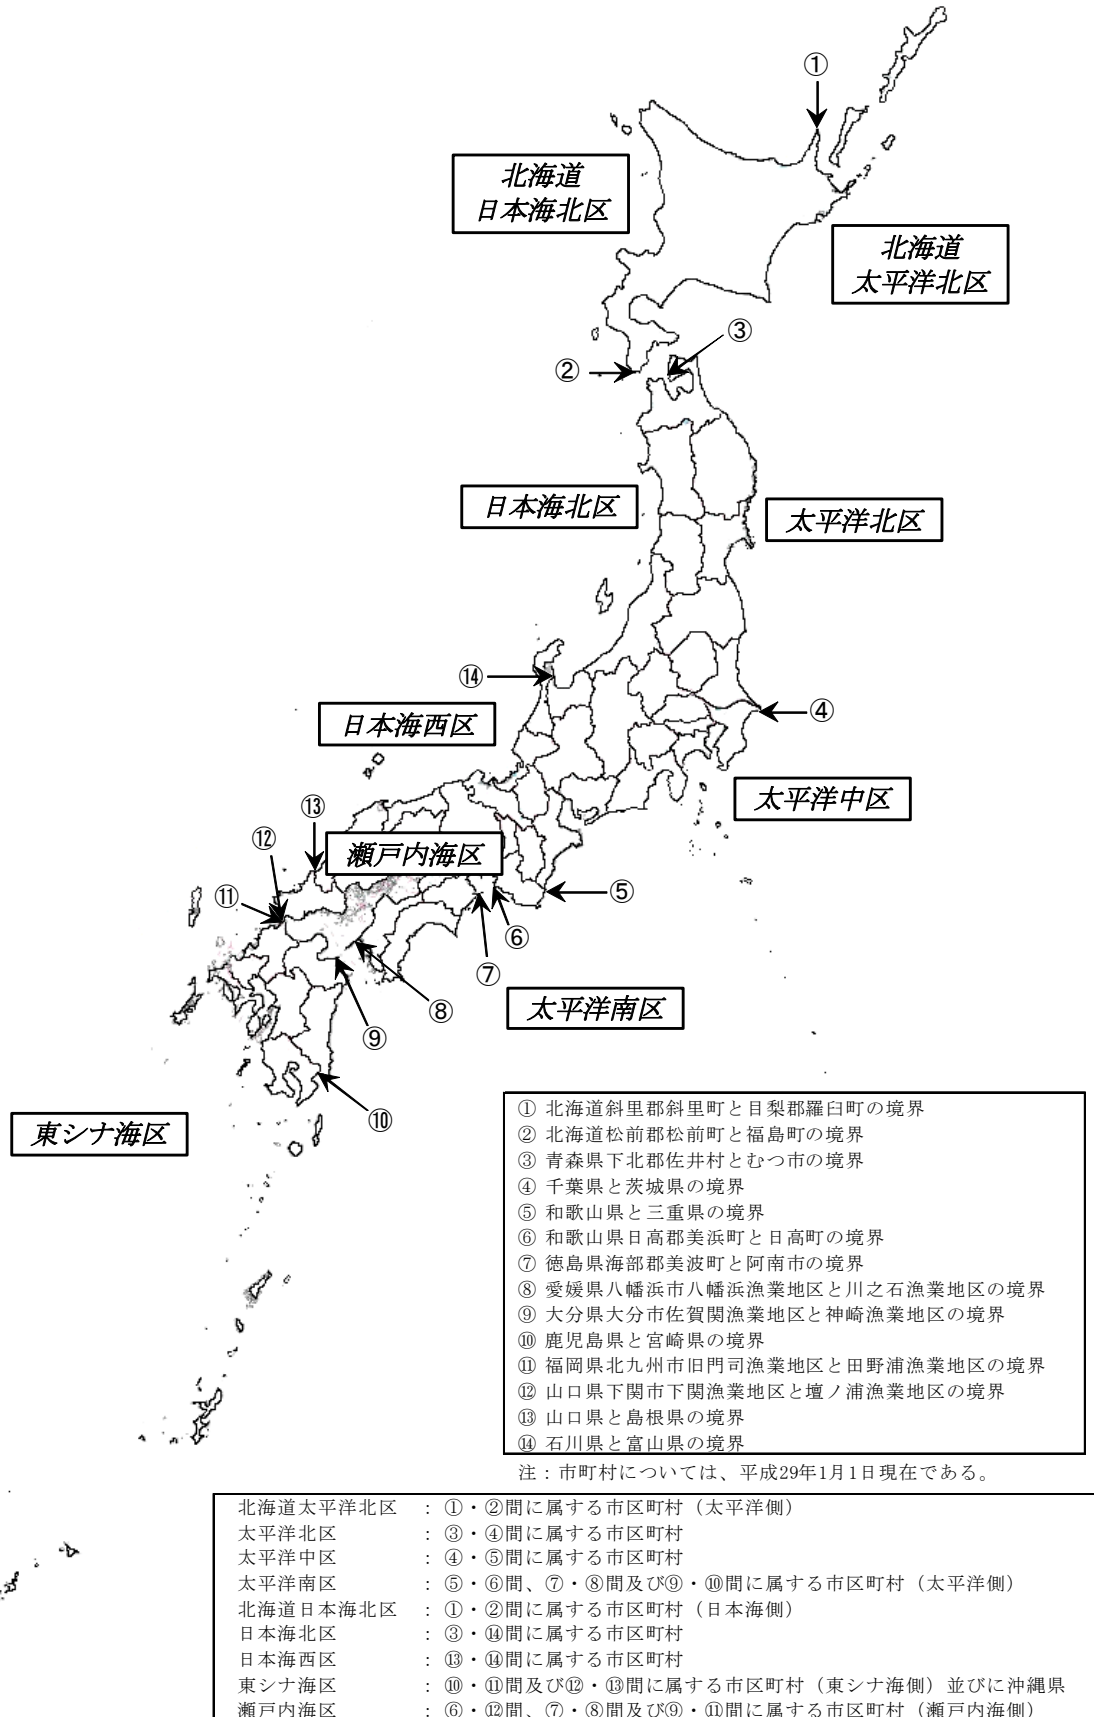 ①
北海道
日本海北区
北海道
太平洋北区
③
②
日本海北区
太平洋北区
⑭
④
日本海西区
太平洋中区
⑬
⑫
瀬戸内海区
⑪
⑤
⑥
⑦
太平洋南区
⑧
⑨
⑩
東シナ海区
① 北海道斜里郡斜里町と目梨郡羅臼町の境界
② 北海道松前郡松前町と福島町の境界
③ 青森県下北郡佐井村とむつ市の境界
④ 千葉県と茨城県の境界
⑤ 和歌山県と三重県の境界
⑥ 和歌山県日高郡美浜町と日高町の境界
⑦ 徳島県海部郡美波町と阿南市の境界
⑧ 愛媛県八幡浜市八幡浜漁業地区と川之石漁業地区の境界
⑨ 大分県大分市佐賀関漁業地区と神崎漁業地区の境界
⑩ 鹿児島県と宮崎県の境界
⑪ 福岡県北九州市旧門司漁業地区と田野浦漁業地区の境界
⑫ 山口県下関市下関漁業地区と壇ノ浦漁業地区の境界
⑬ 山口県と島根県の境界
⑭ 石川県と富山県の境界
注：市町村については、平成29年1月1日現在である。
北海道太平洋北区 ：①・②間に属する市区町村（太平洋側）
太平洋北区 ：③・④間に属する市区町村
太平洋中区 ：④・⑤間に属する市区町村
太平洋南区 ：⑤・⑥間、⑦・⑧間及び⑨・⑩間に属する市区町村（太平洋側）
北海道日本海北区 ：①・②間に属する市区町村（日本海側）
日本海北区 ：③・⑭間に属する市区町村
日本海西区 ：⑬・⑭間に属する市区町村
東シナ海区 ：⑩・⑪間及び⑫・⑬間に属する市区町村（東シナ海側）並びに沖縄県
瀬戸内海区 ：⑥・⑫間、⑦・⑧間及び⑨・⑪間に属する市区町村（瀬戸内海側）